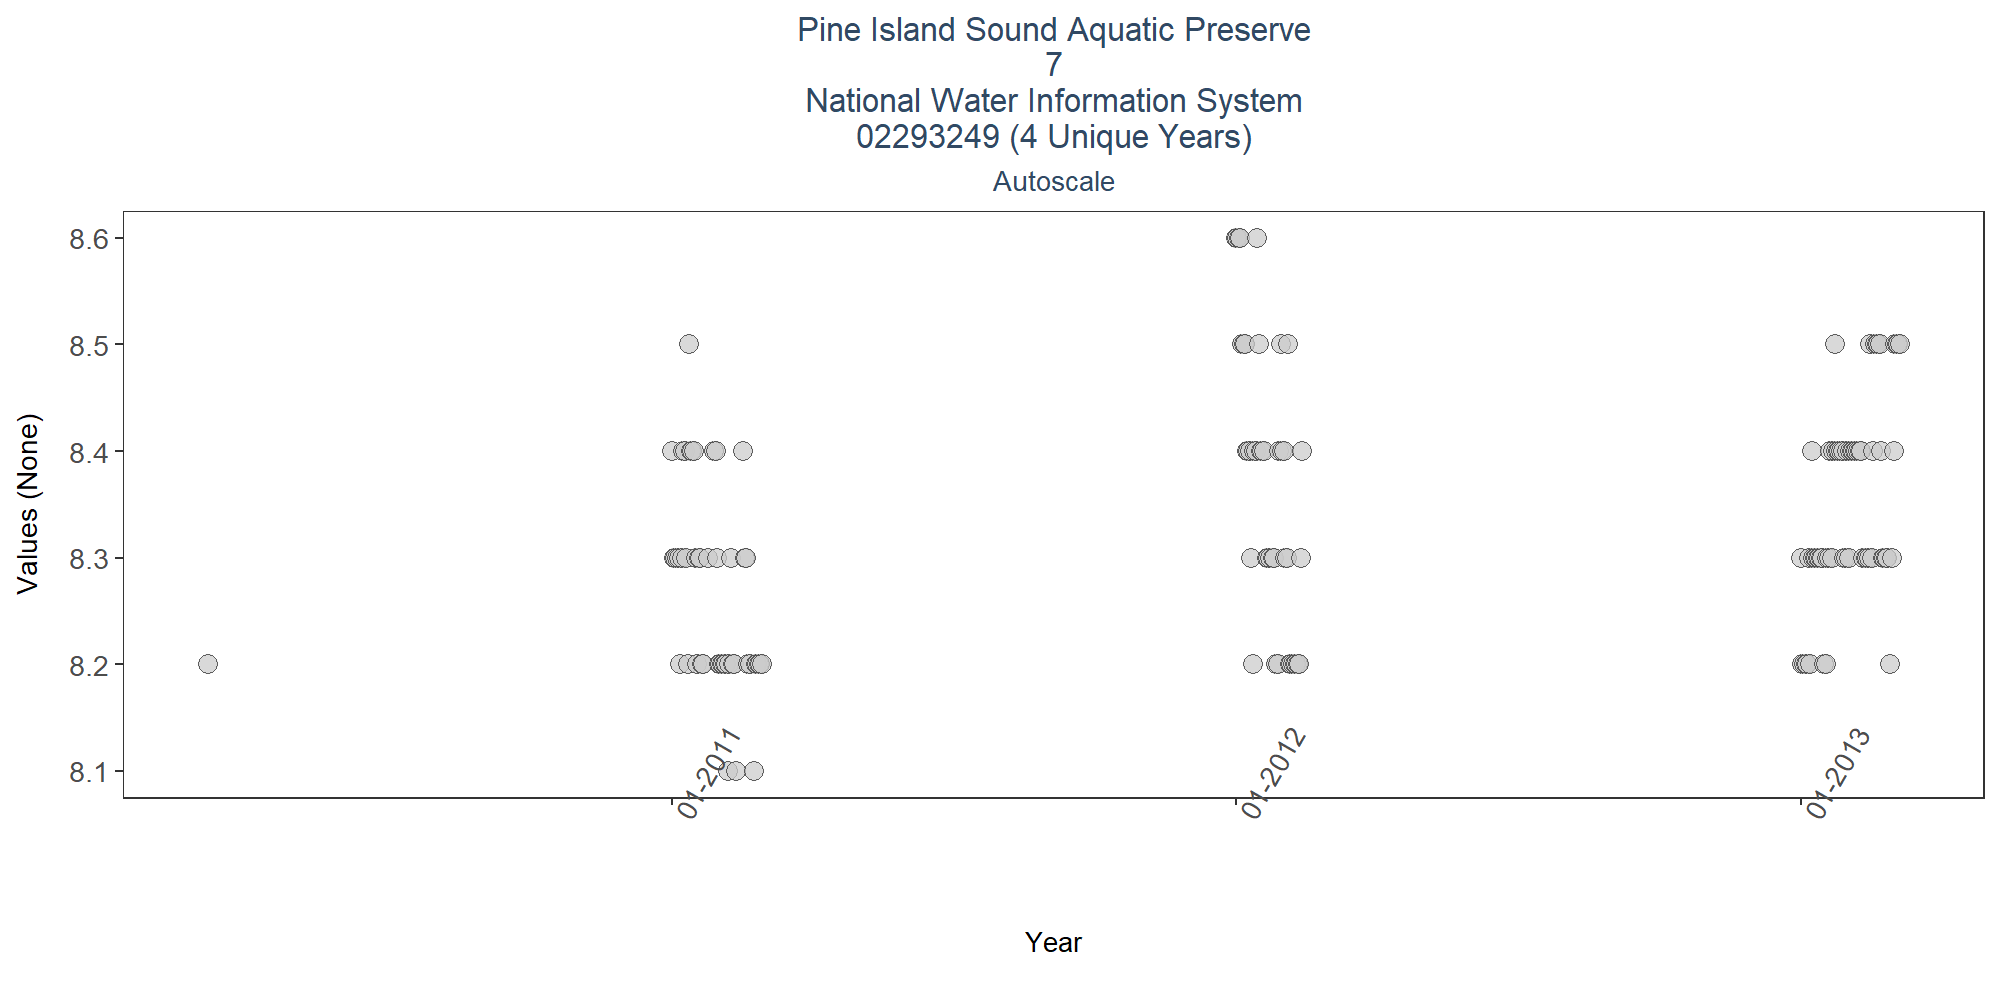 Pine Island Sound Aquatic Preserve
7
National Water Information System
02293249 (4 Unique Years)
Autoscale
8.6
8.5
8.4
8.3
8.2
8.1
Values (None)
01-2011
01-2012
01-2013
Year